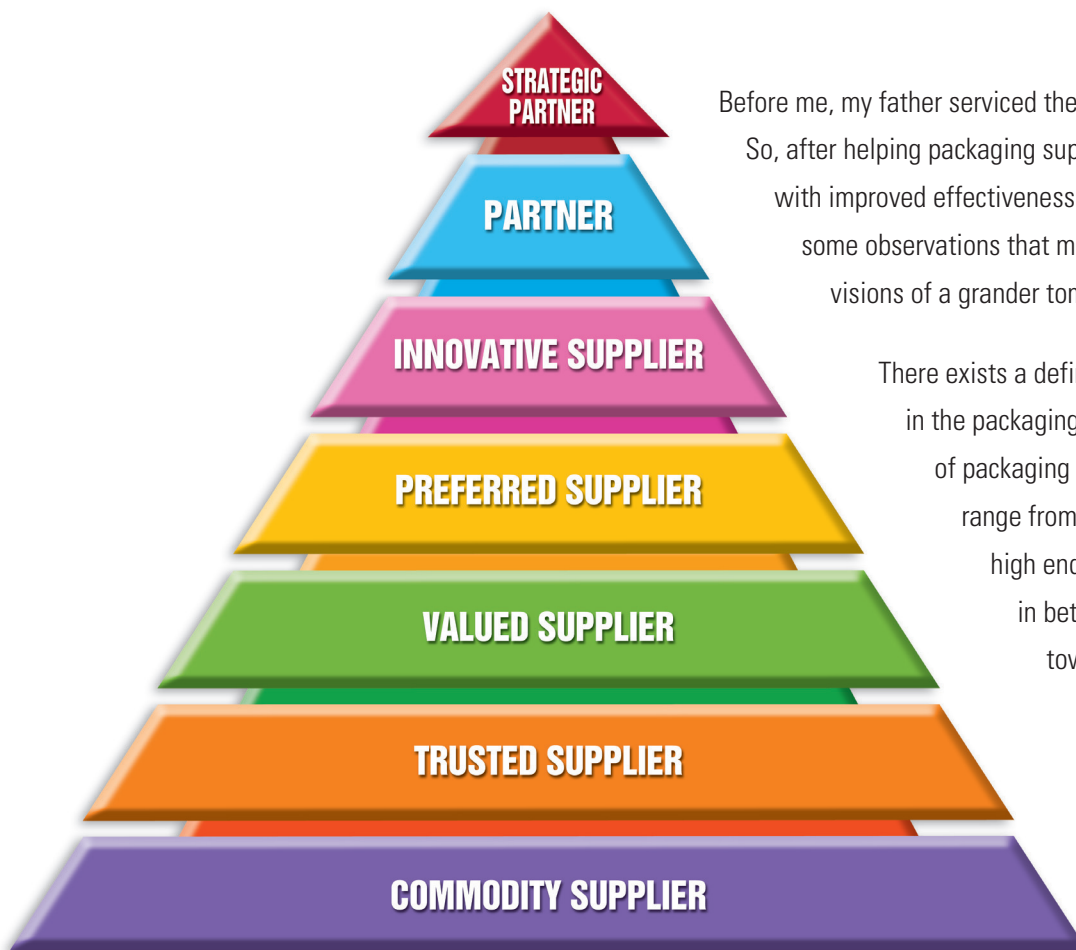 STRATEGIC
PARTNER
PARTNER
INNOVATIVE SUPPLIER
PREFERRED SUPPLIER
VALUED SUPPLIER
TRUSTED SUPPLIER
COMMODITY SUPPLIER
Before me, my father serviced the
So, after helping packaging sup
with improved effectiveness
some observations that m
visions of a grander to
There exists a defi
in the packaging
of packaging
range from
high en
in bet
tov